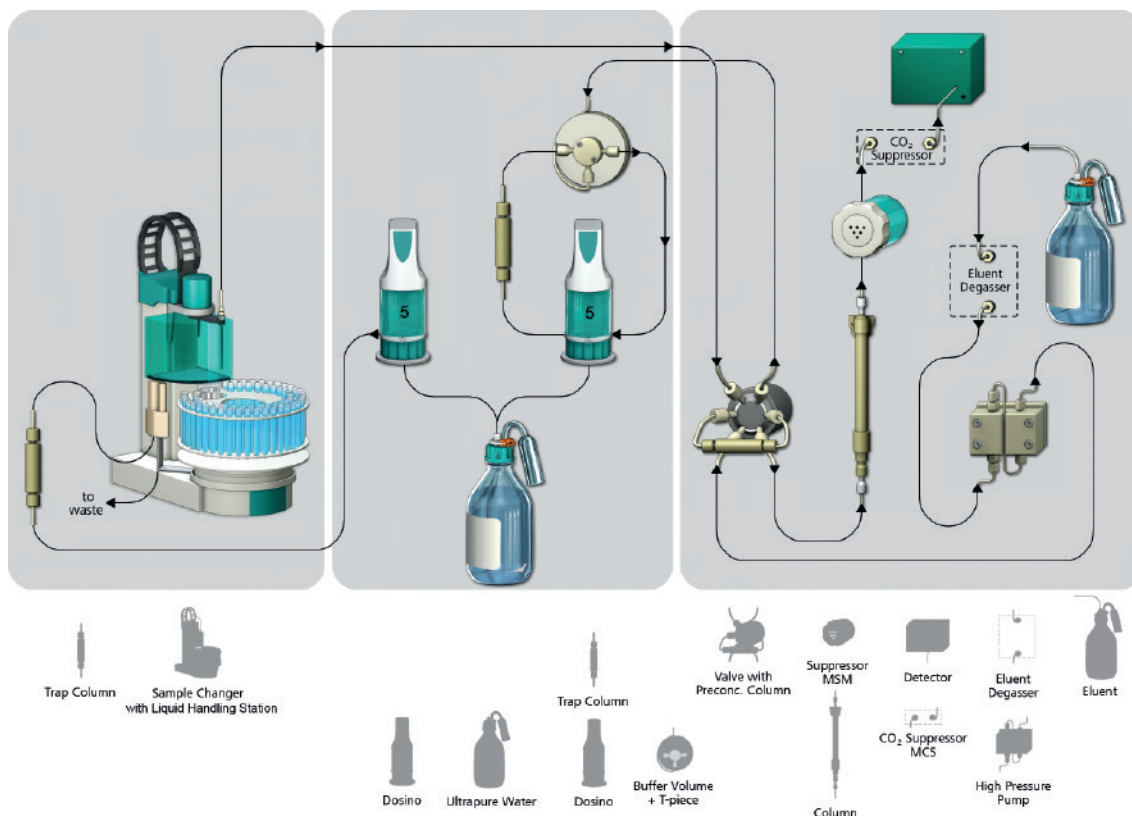 CO₂
Suppressor
Eluent
Degasser
5
5
to
waste
Trap Column
Sample Changer
with Liquid Handling Station
Trap Column
Valve with
Preconc. Column
Suppressor
MSM
Detector
Eluent
Degasser
Eluent
CO₂ Suppressor
MCS
Dosino
Ultrapure Water
Dosino
Buffer Volume
+ T-piece
Column
High Pressure
Pump